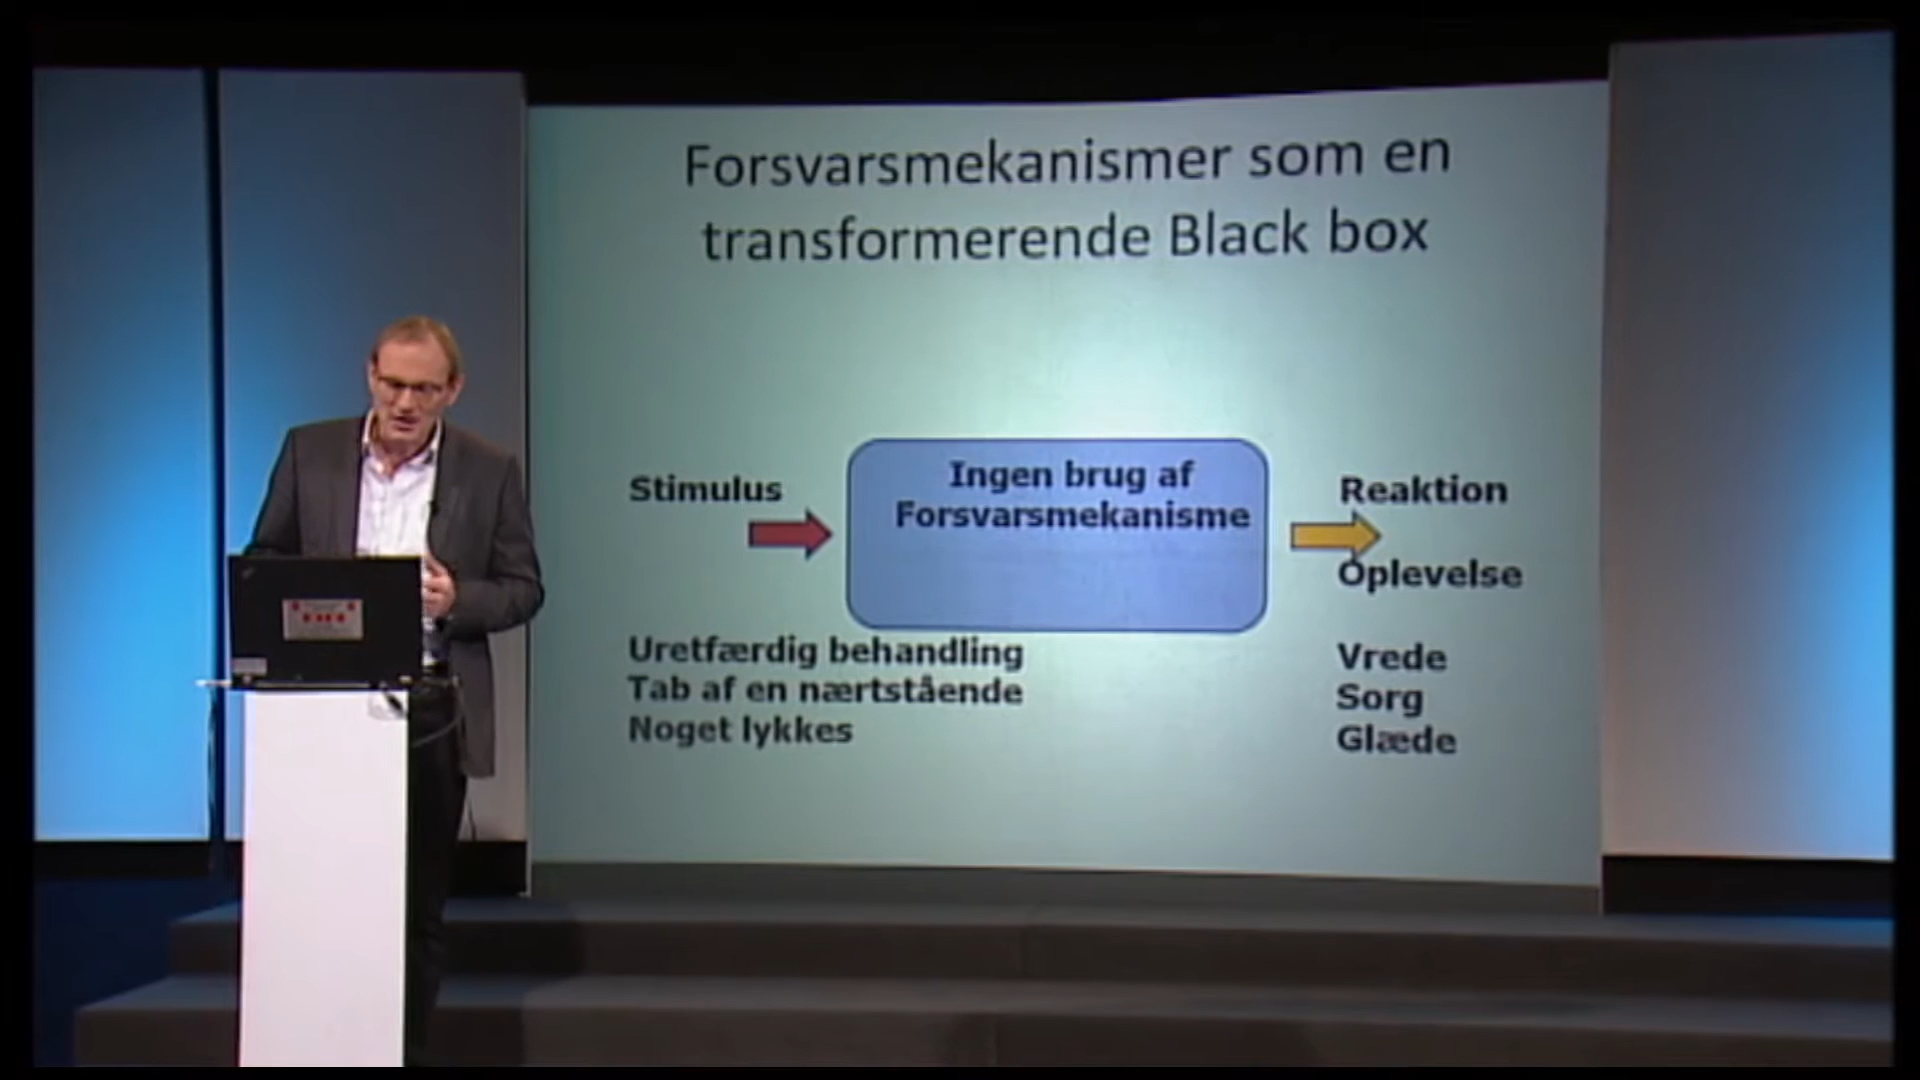 Forsvarsmekanismer som en
transformerende Black box
Stimulus
Ingen brug af
Forsvarsmekanisme
Reaktion
Oplevelse
Uretfærdig behandling
Tab af en nærtstående
Noget lykkes
Vrede
Sorg
Glæde